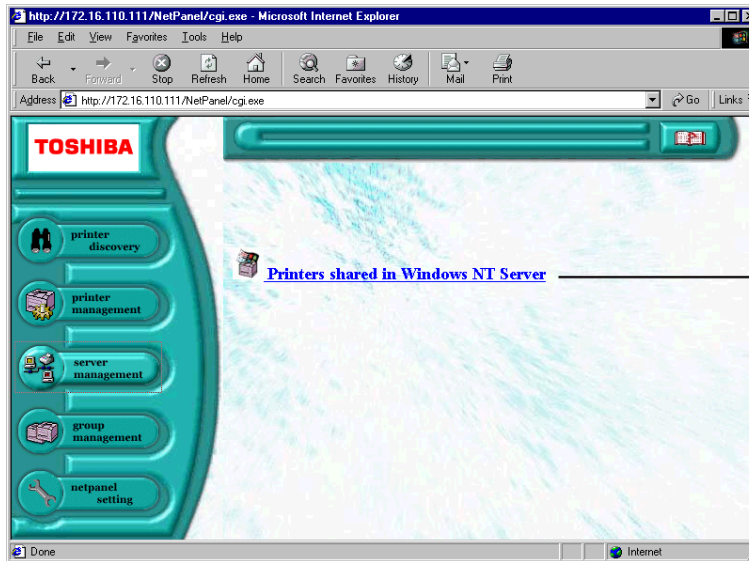 http://172.16.110.111/NetPanel/cgi.exe - Microsoft Internet Explorer
File Edit View Favorites Tools Help
Back Forward Stop Refresh Home Search Favorites History Mail Print
Address http://172.16.110.111/NetPanel/cgi.exe Go Links
TOSHIBA
printer
discovery
printer
management
server
management
group
management
netpanel
setting
Printers shared in Windows NT Server
Done Internet